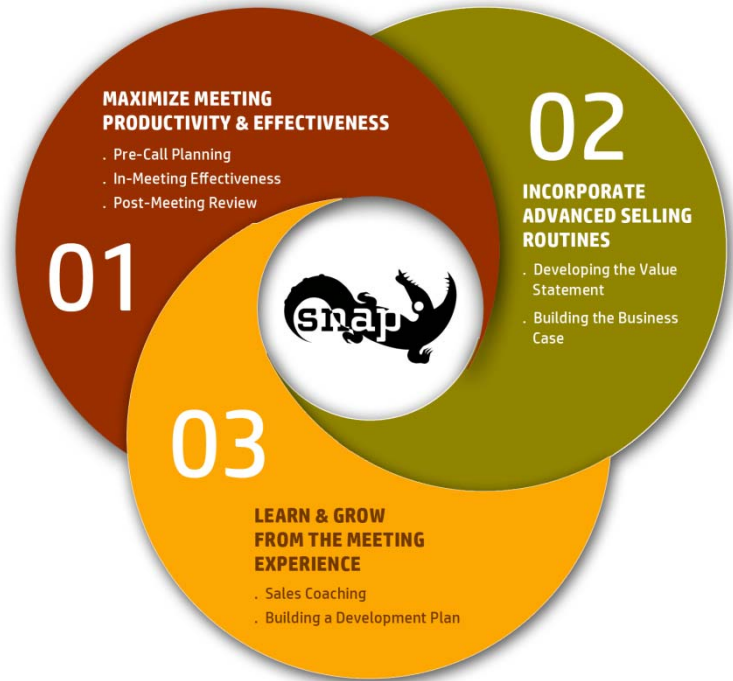 01
MAXIMIZE MEETING
PRODUCTIVITY & EFFECTIVENESS
. Pre-Call Planning
. In-Meeting Effectiveness
. Post-Meeting Review
02
INCORPORATE
ADVANCED SELLING
ROUTINES
. Developing the Value
Statement
. Building the Business
Case
snap
03
LEARN & GROW
FROM THE MEETING
EXPERIENCE
. Sales Coaching
. Building a Development Plan